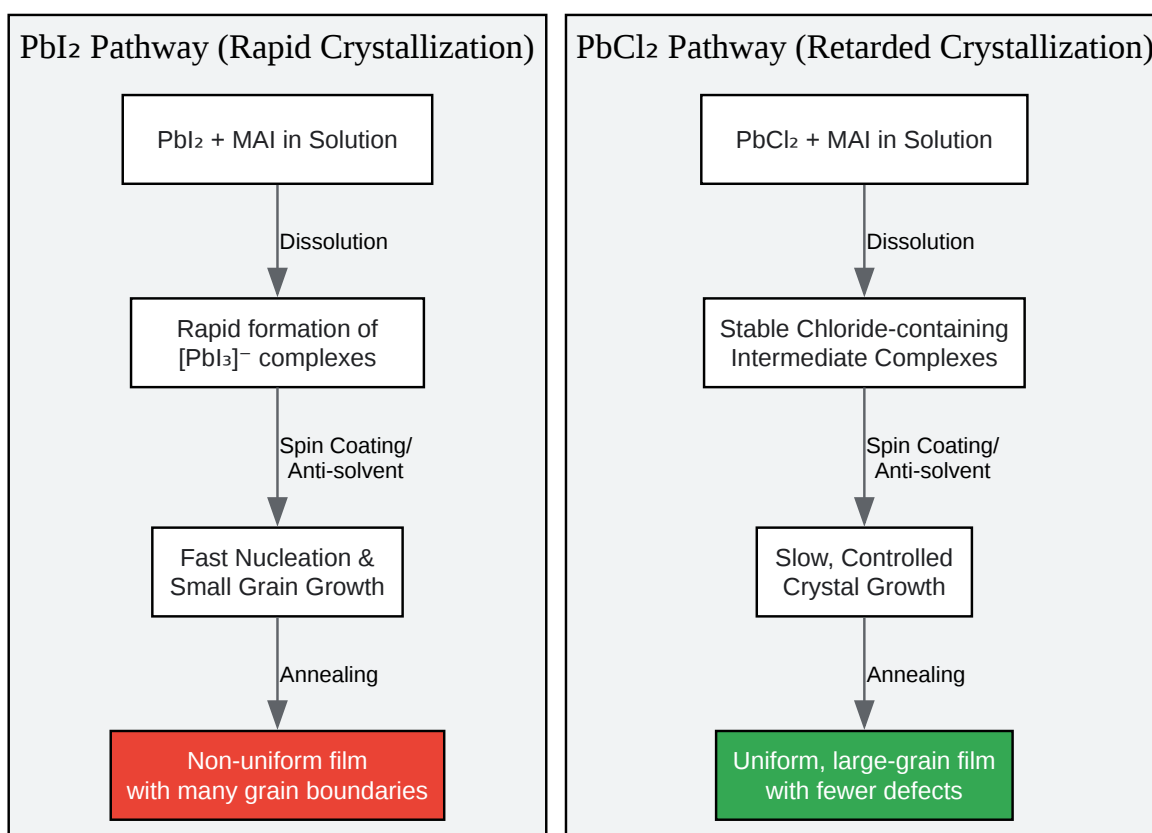 PbI₂ Pathway (Rapid Crystallization)
PbI₂ + MAI in Solution
Dissolution
Rapid formation of
[PbI₃]⁻ complexes
Spin Coating/
Anti-solvent
Fast Nucleation &
Small Grain Growth
Annealing
Non-uniform film
with many grain boundaries
PbCl₂ Pathway (Retarded Crystallization)
PbCl₂ + MAI in Solution
Dissolution
Stable Chloride-containing
Intermediate Complexes
Spin Coating/
Anti-solvent
Slow, Controlled
Crystal Growth
Annealing
Uniform, large-grain film
with fewer defects